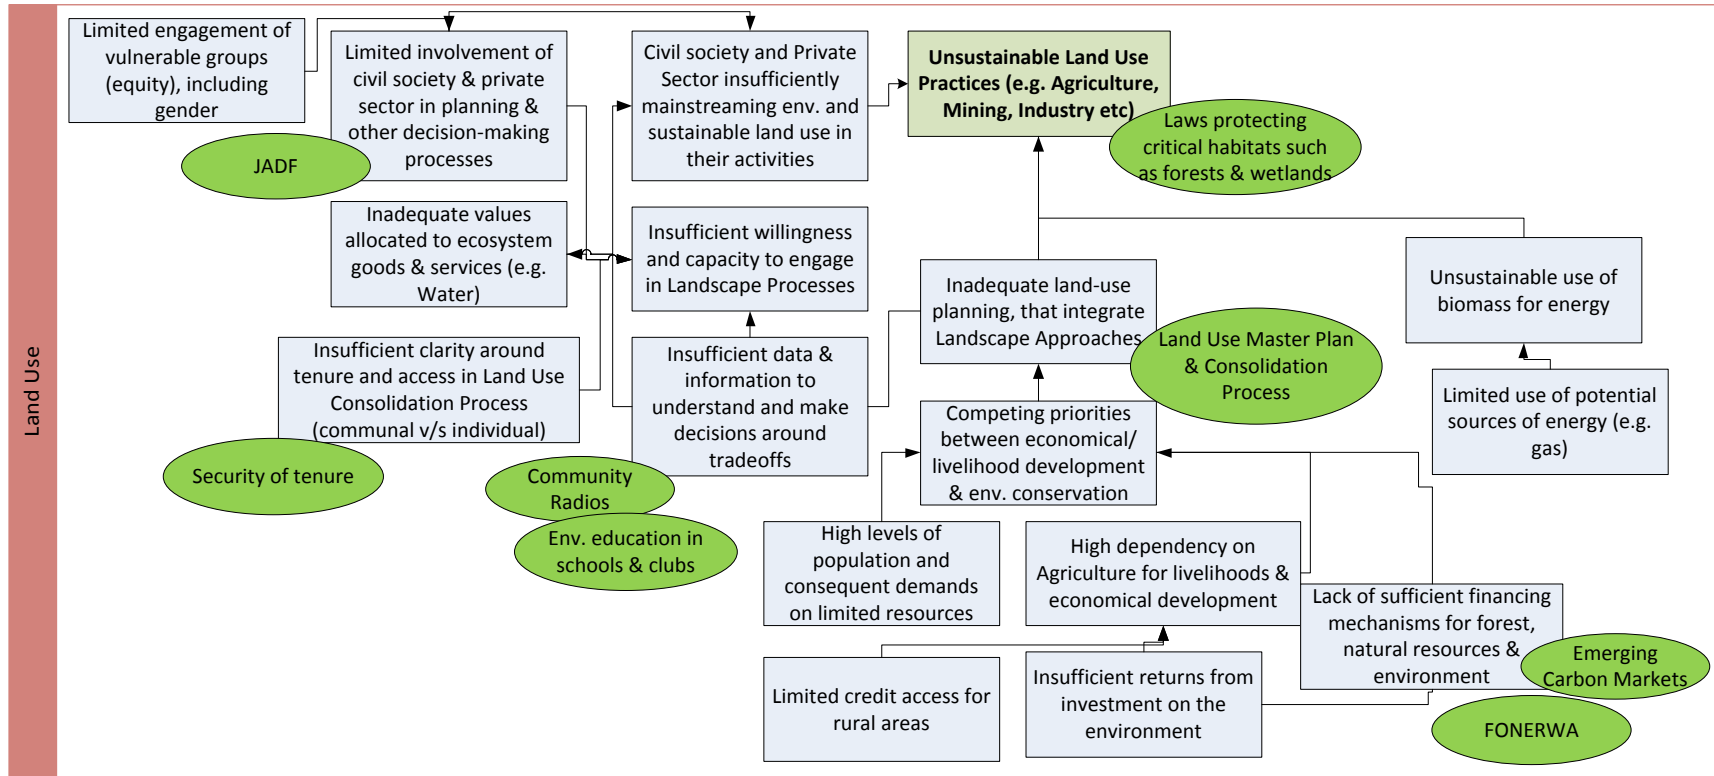 Land Use
Limited engagement of
vulnerable groups
(equity), including
gender
Limited involvement of
civil society & private
sector in planning &
other decision-making
processes
JADF
Civil society and Private
Sector insufficiently
mainstreaming env. and
sustainable land use in
their activities
Unsustainable Land Use
Practices (e.g. Agriculture,
Mining, Industry etc)
Laws protecting
critical habitats such
as forests & wetlands
Inadequate values
allocated to ecosystem
goods & services (e.g.
Water)
Insufficient willingness
and capacity to engage
in Landscape Processes
Inadequate land-use
planning, that integrate
Landscape Approaches
Unsustainable use of
biomass for energy
Land Use Master Plan
& Consolidation
Process
Insufficient clarity around
tenure and access in Land Use
Consolidation Process
(communal v/s individual)
Security of tenure
Insufficient data &
information to
understand and make
decisions around
tradeoffs
Community
Radios
Env. education in
schools & clubs
Competing priorities
between economical/
livelihood development
& env. conservation
Limited use of potential
sources of energy (e.g.
gas)
High levels of
population and
consequent demands
on limited resources
High dependency on
Agriculture for livelihoods &
economical development
Lack of sufficient financing
mechanisms for forest,
natural resources &
environment
Emerging
Carbon Markets
Limited credit access for
rural areas
Insufficient returns from
investment on the
environment
FONERWA